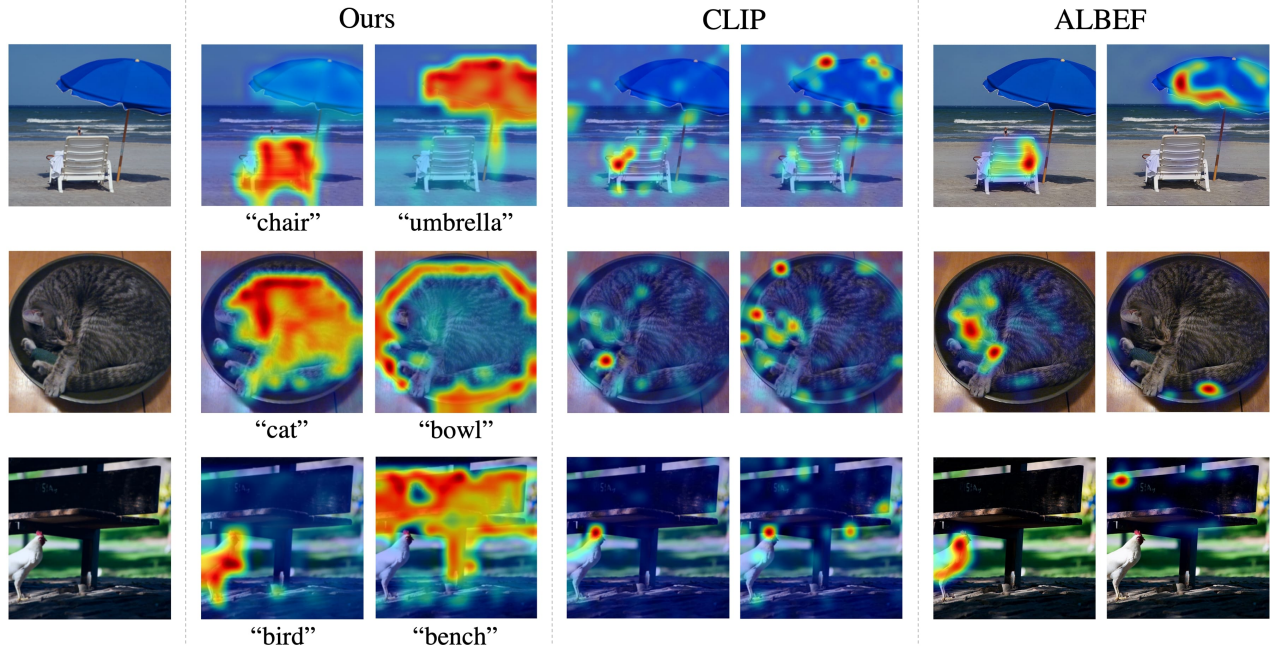 Ours
CLIP
ALBEF
“chair”
“umbrella”
“cat”
“bowl”
“bird”
“bench”